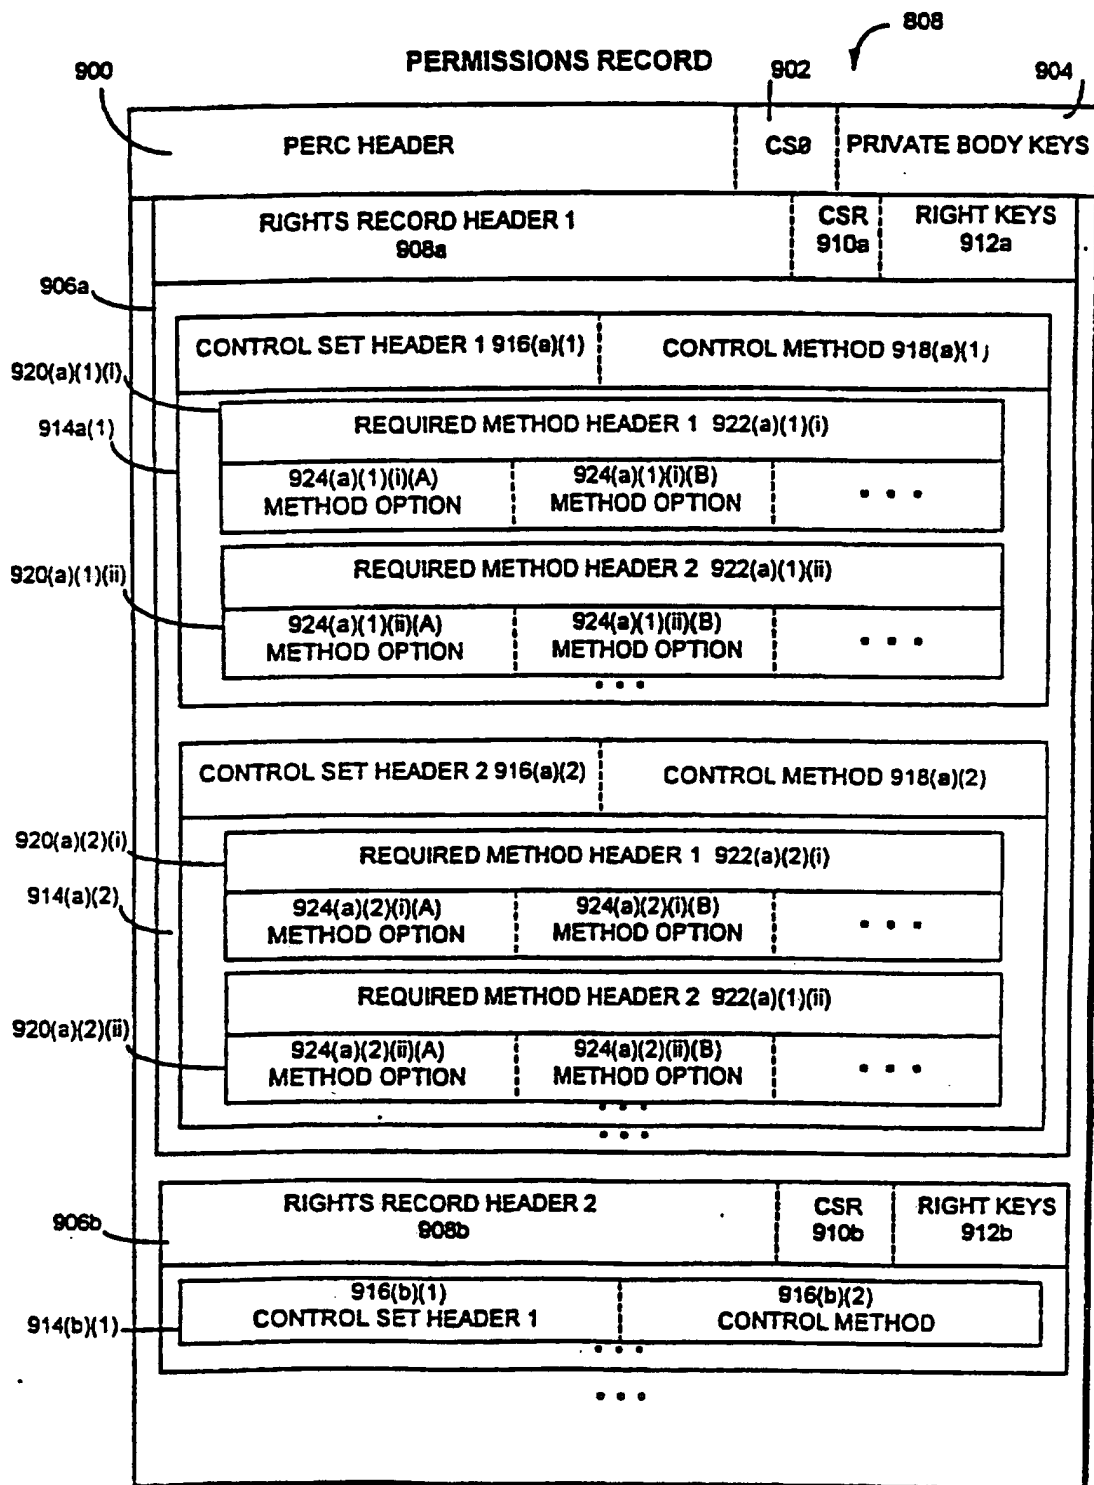 808
PERMISSIONS RECORD
900
902
904
PERC HEADER
CS0
PRIVATE BODY KEYS
RIGHTS RECORD HEADER 1
908a
CSR
910a
RIGHT KEYS
912a
906a
CONTROL SET HEADER 1 916(a)(1)
CONTROL METHOD 918(a)(1)
920(a)(1)(i)
914a(1)
REQUIRED METHOD HEADER 1 922(a)(1)(i)
924(a)(1)(i)(A)
METHOD OPTION
924(a)(1)(i)(B)
METHOD OPTION
• • •
920(a)(1)(ii)
REQUIRED METHOD HEADER 2 922(a)(1)(ii)
924(a)(1)(ii)(A)
METHOD OPTION
924(a)(1)(ii)(B)
METHOD OPTION
• • •
• • •
CONTROL SET HEADER 2 916(a)(2)
CONTROL METHOD 918(a)(2)
920(a)(2)(i)
914(a)(2)
REQUIRED METHOD HEADER 1 922(a)(2)(i)
924(a)(2)(i)(A)
METHOD OPTION
924(a)(2)(i)(B)
METHOD OPTION
• • •
920(a)(2)(ii)
REQUIRED METHOD HEADER 2 922(a)(1)(ii)
924(a)(2)(ii)(A)
METHOD OPTION
924(a)(2)(ii)(B)
METHOD OPTION
• • •
• • •
• • •
906b
RIGHTS RECORD HEADER 2
908b
CSR
910b
RIGHT KEYS
912b
914(b)(1)
916(b)(1)
CONTROL SET HEADER 1
916(b)(2)
CONTROL METHOD
• • •
• • •